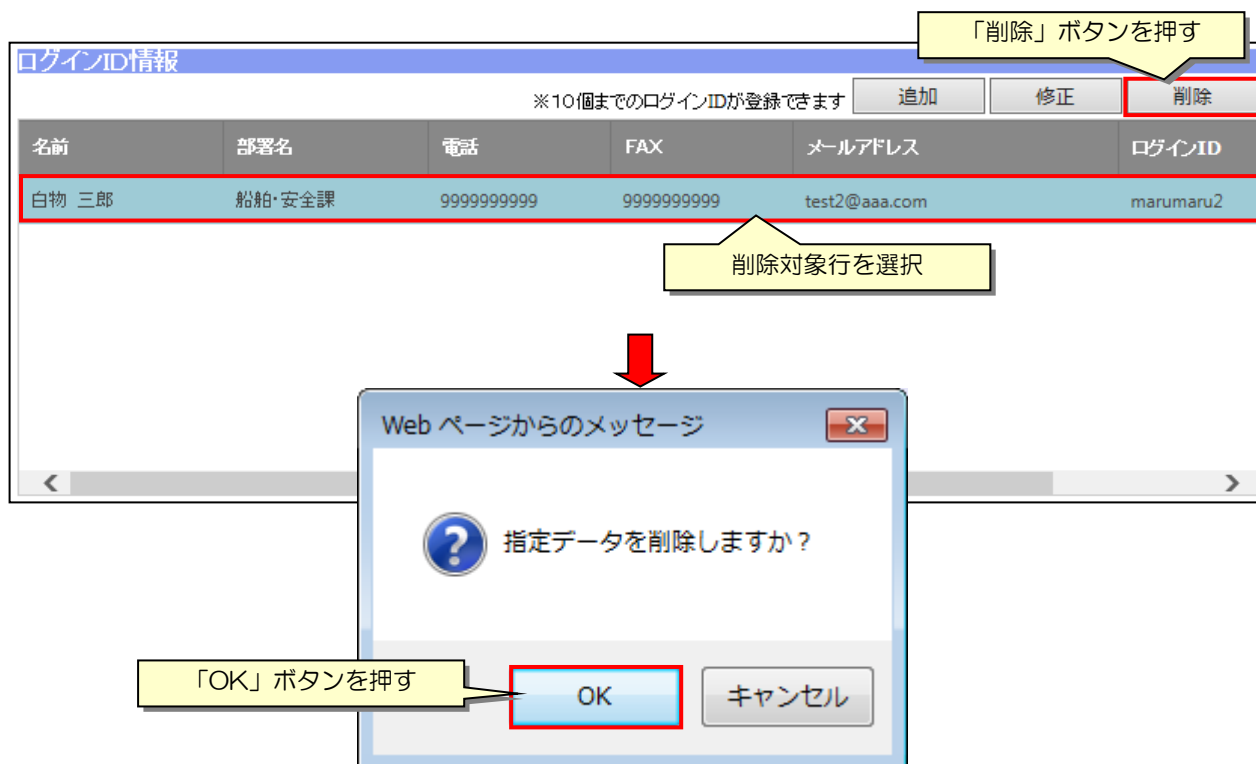 「削除」ボタンを押す
ログインID情報
※10個までのログインIDが登録できます 追加 修正 削除
名前 部署名 電話 FAX メールアドレス ログインID
白物 三郎 船舶・安全課 9999999999 9999999999 test2@aaa.com marumaru2
削除対象行を選択
Web ページからのメッセージ
指定データを削除しますか？
「OK」ボタンを押す
OK キャンセル